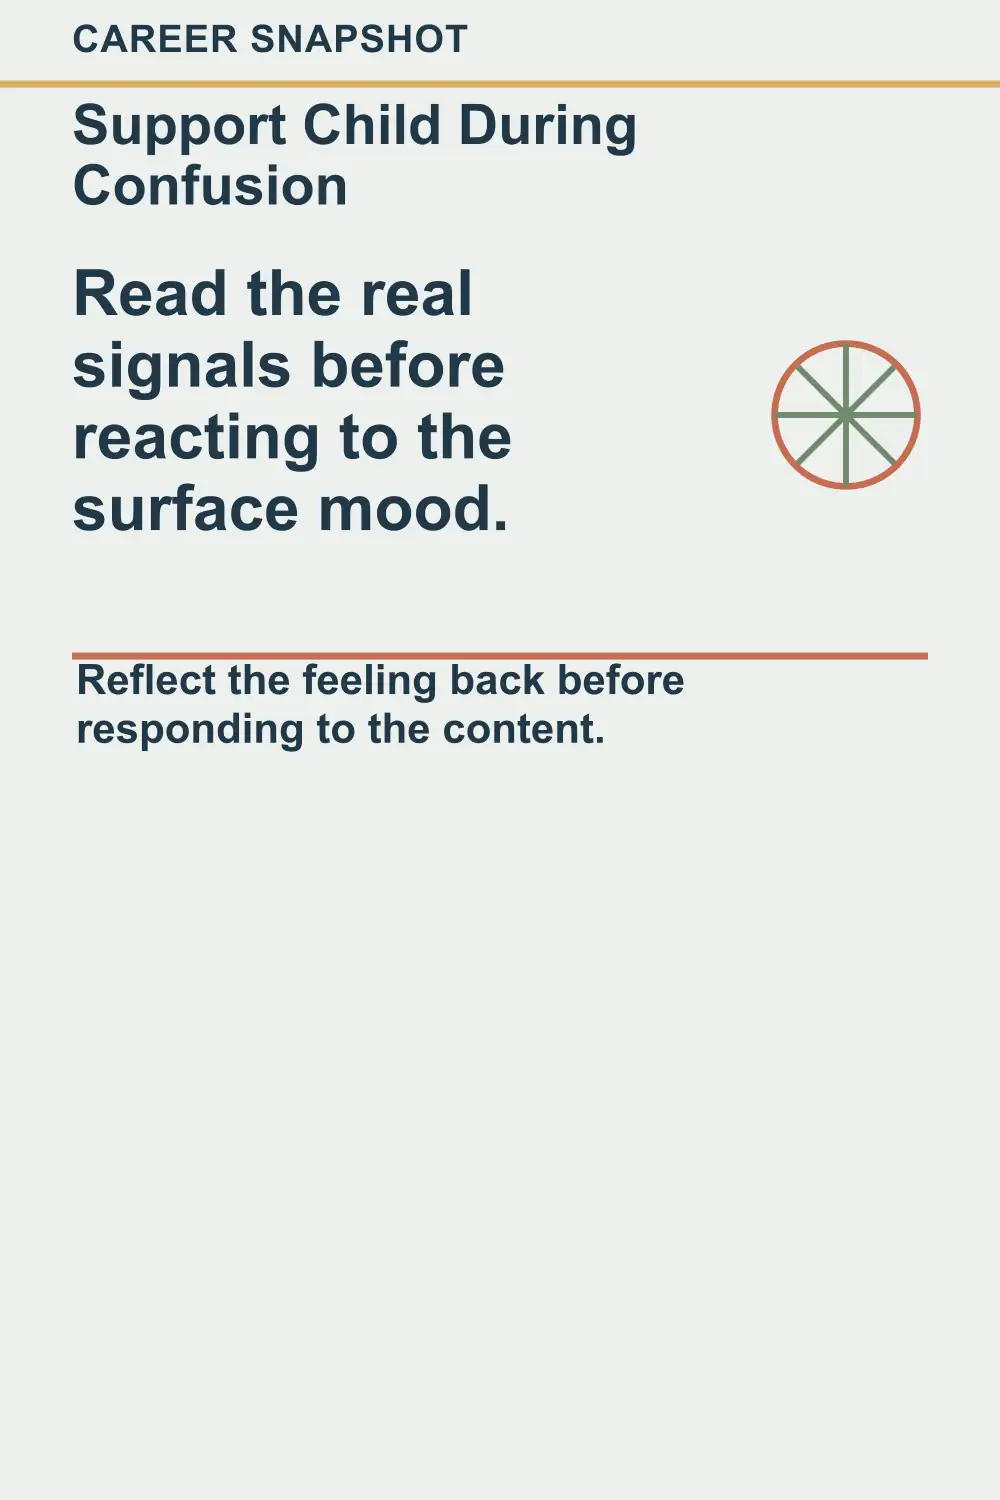 CAREER SNAPSHOT
Support Child During
Confusion
Read the real
signals before
reacting to the
surface mood.
Reflect the feeling back before
responding to the content.